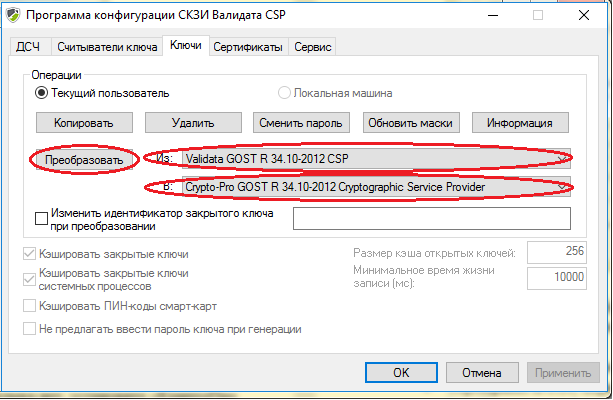 Программа конфигурации СКЗИ Валидата CSP
ДСЧ Считыватели ключа Ключи Сертификаты Сервис
Операции
Текущий пользователь Локальная машина
Копировать Удалить Сменить пароль Обновить маски Информация
Преобразовать Из: Validata GOST R 34.10-2012 CSP
В: Crypto-Pro GOST R 34.10-2012 Cryptographic Service Provider
Изменить идентификатор закрытого ключа
при преобразовании
Кэшировать закрытые ключи Размер кэша открытых ключей: 256
Кэшировать закрытые ключи
системных процессов
Минимальное время жизни
записи (мс): 10000
Кэшировать ПИН-коды смарт-карт
Не предлагать ввести пароль ключа при генерации
OK Отмена Применить